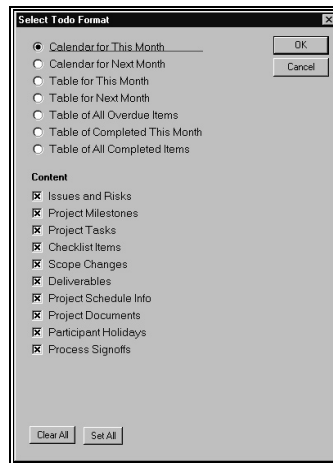 Select Todo Format
Calendar for This Month
OK
Calendar for Next Month
Cancel
Table for This Month
Table for Next Month
Table of All Overdue Items
Table of Completed This Month
Table of All Completed Items
Content
Issues and Risks
Project Milestones
Project Tasks
Checklist Items
Scope Changes
Deliverables
Project Schedule Info
Project Documents
Participant Holidays
Process Signoffs
Clear All
Set All